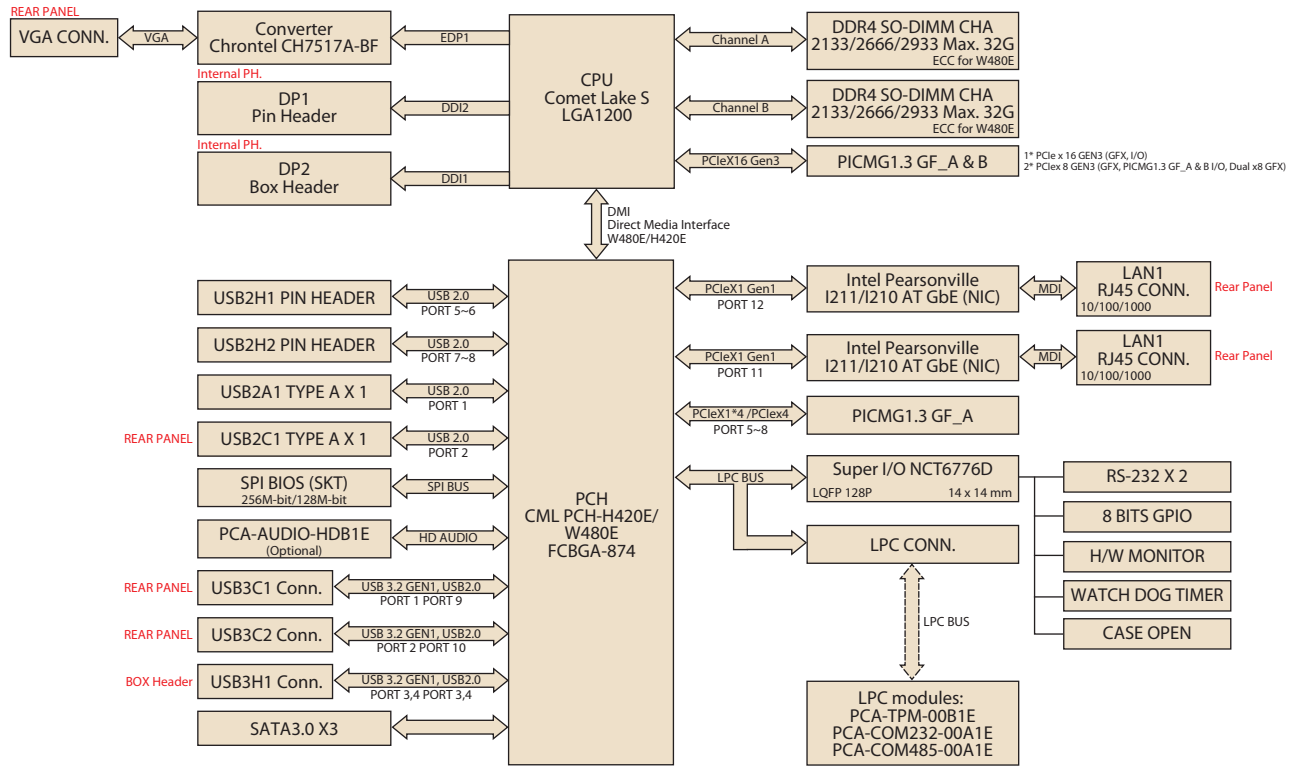 REAR PANEL
VGA CONN.
VGA
Converter
Chrontel CH7517A-BF
EDP1
Internal PH.
DP1
Pin Header
DDI2
Internal PH.
DP2
Box Header
DDI1
CPU
Comet Lake S
LGA1200
Channel A
DDR4 SO-DIMM CHA
2133/2666/2933 Max. 32G
ECC for W480E
Channel B
DDR4 SO-DIMM CHA
2133/2666/2933 Max. 32G
ECC for W480E
PCIeX16 Gen3
PICMG1.3 GF_A & B
1* PCIe x 16 GEN3 (GFX, I/O)
2* PCIex 8 GEN3 (GFX, PICMG1.3 GF_A & B I/O, Dual x8 GFX)
DMI
Direct Media Interface
W480E/H420E
USB2H1 PIN HEADER
USB 2.0
PORT 5~6
USB2H2 PIN HEADER
USB 2.0
PORT 7~8
USB2A1 TYPE A X 1
USB 2.0
PORT 1
REAR PANEL
USB2C1 TYPE A X 1
USB 2.0
PORT 2
SPI BIOS (SKT)
256M-bit/128M-bit
SPI BUS
PCA-AUDIO-HDB1E
(Optional)
HD AUDIO
REAR PANEL
USB3C1 Conn.
USB 3.2 GEN1, USB2.0
PORT 1 PORT 9
REAR PANEL
USB3C2 Conn.
USB 3.2 GEN1, USB2.0
PORT 2 PORT 10
BOX Header
USB3H1 Conn.
USB 3.2 GEN1, USB2.0
PORT 3,4 PORT 3,4
SATA3.0 X3
PCH
CML PCH-H420E/
W480E
FCBGA-874
PCIeX1 Gen1
PORT 12
Intel Pearsonville
I211/I210 AT GbE (NIC)
MDI
LAN1
RJ45 CONN.
10/100/1000
Rear Panel
PCIeX1 Gen1
PORT 11
Intel Pearsonville
I211/I210 AT GbE (NIC)
MDI
LAN1
RJ45 CONN.
10/100/1000
Rear Panel
PCIeX1*4 /PCIex4
PORT 5~8
PICMG1.3 GF_A
LPC BUS
Super I/O NCT6776D
LQFP 128P 14 x 14 mm
LPC CONN.
LPC BUS
LPC modules:
PCA-TPM-00B1E
PCA-COM232-00A1E
PCA-COM485-00A1E
RS-232 X 2
8 BITS GPIO
H/W MONITOR
WATCH DOG TIMER
CASE OPEN